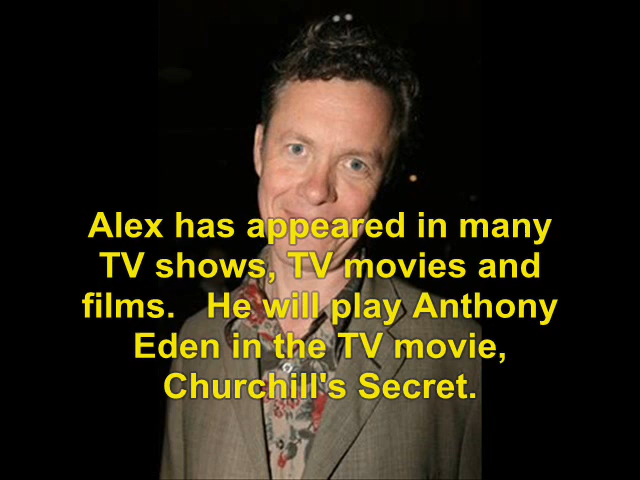 Alex has appeared in many
TV shows, TV movies and
films.   He will play Anthony
Eden in the TV movie,
Churchill's Secret.